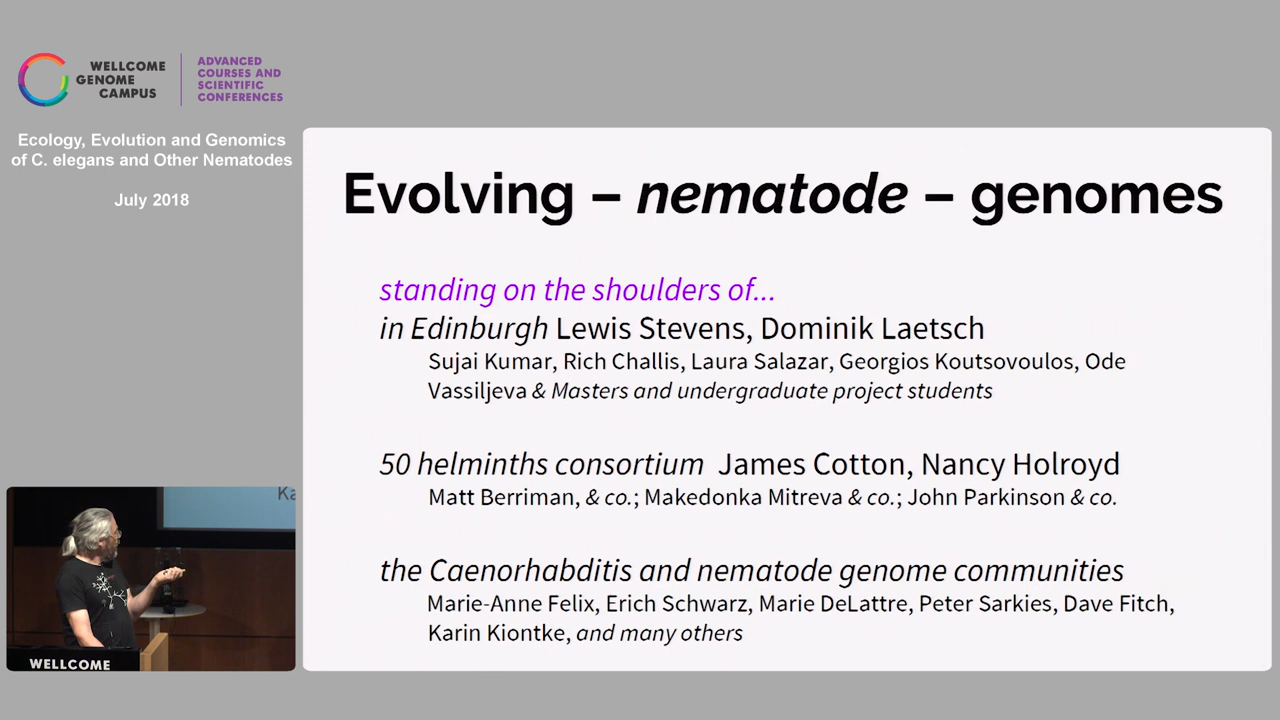 WELLCOME
GENOME
CAMPUS
ADVANCED
COURSES AND
SCIENTIFIC
CONFERENCES
Ecology, Evolution and Genomics
of C. elegans and Other Nematodes
July 2018
Evolving – nematode – genomes
standing on the shoulders of...
in Edinburgh Lewis Stevens, Dominik Laetsch
Sujai Kumar, Rich Challis, Laura Salazar, Georgios Koutsovoulos, Ode
Vassiljeva & Masters and undergraduate project students
50 helminths consortium James Cotton, Nancy Holroyd
Matt Berriman, & co.; Makedonka Mitreva & co.; John Parkinson & co.
the Caenorhabditis and nematode genome communities
Marie-Anne Felix, Erich Schwarz, Marie DeLattre, Peter Sarkies, Dave Fitch,
Karin Kiontke, and many others
Ka
WELLCOME